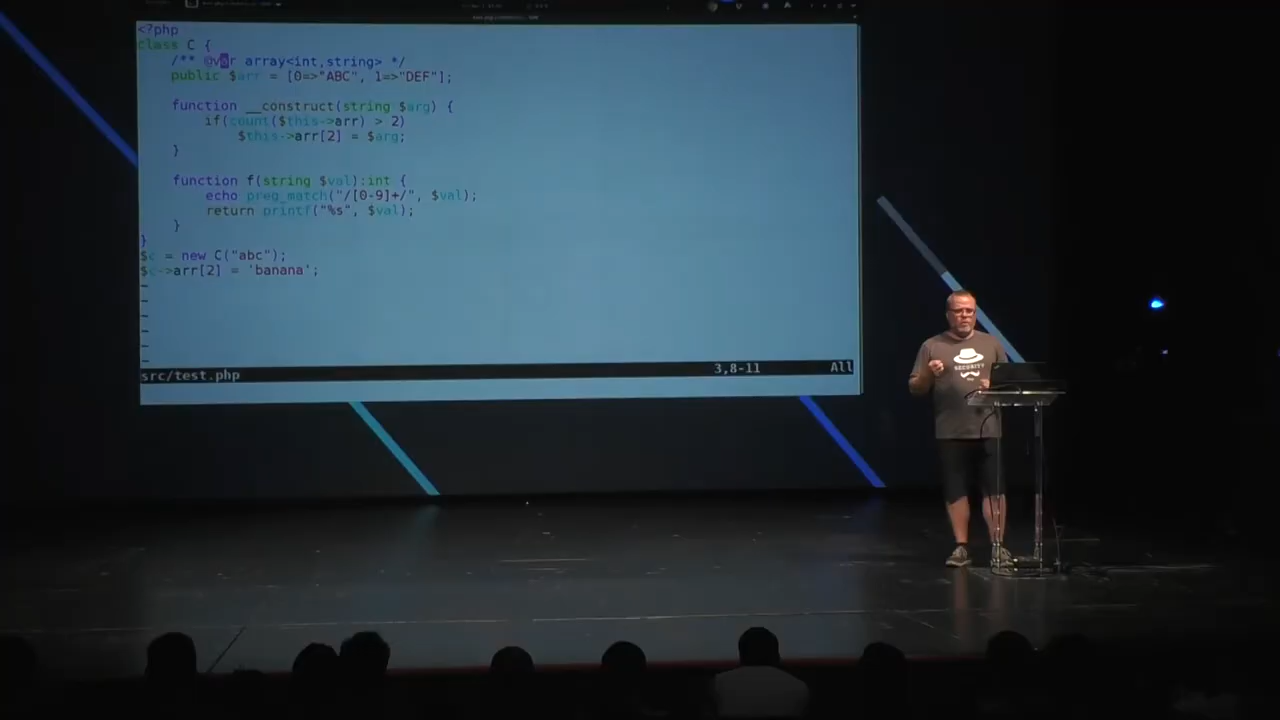 <?php
class C {
/** @var array<int,string> */
public $arr = [0=>"ABC", 1=>"DEF"];
function __construct(string $arg) {
if(count($this->arr) > 2)
$this->arr[2] = $arg;
}
function f(string $val):int {
echo preg_match("/[0-9]+/", $val);
return printf("%s", $val);
}
}
$c = new C("abc");
$c->arr[2] = 'banana';
~
~
~
~
~
~
src/test.php 3,8-11 All
SECURITY